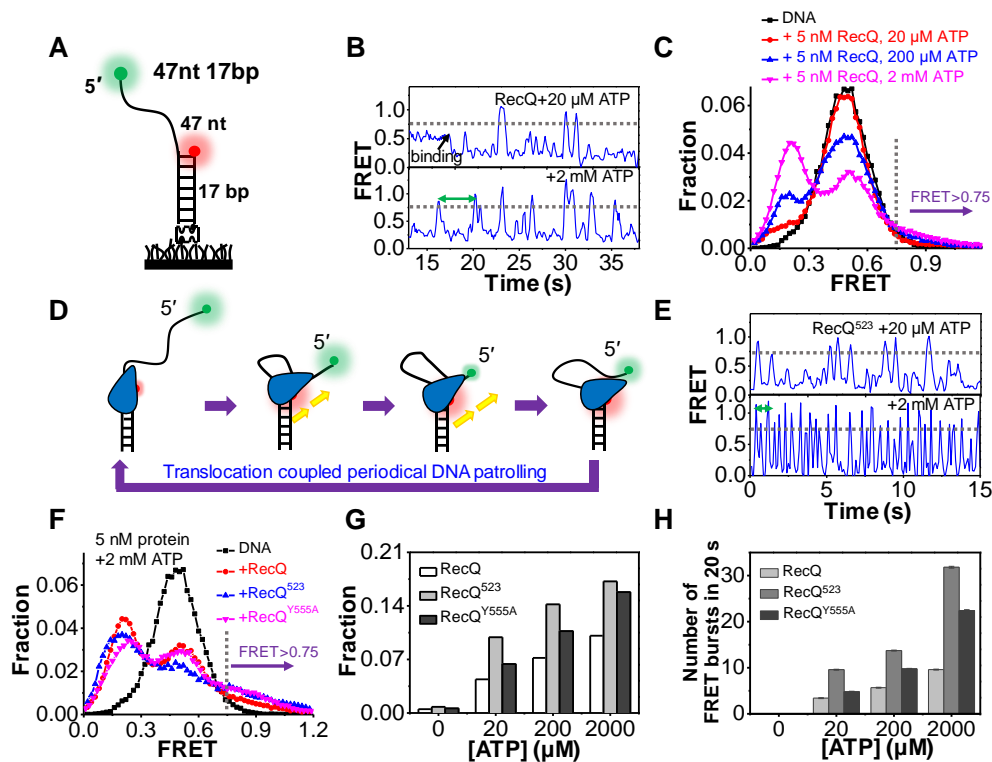 A
5′
47nt 17bp
47 nt
17 bp
B
RecQ+20 µM ATP
binding
+2 mM ATP
FRET
1.0
0.5
0.0
1.0
0.5
0.0
15 20 25 30 35
Time (s)
C
DNA
+ 5 nM RecQ, 20 µM ATP
+ 5 nM RecQ, 200 µM ATP
+ 5 nM RecQ, 2 mM ATP
FRET>0.75
Fraction
0.06
0.04
0.02
0.00
0.0 0.3 0.6 0.9
FRET
D
5′
5′
5′
5′
Translocation coupled periodical DNA patrolling
E
RecQ⁵²³ +20 µM ATP
+2 mM ATP
FRET
1.0
0.5
0.0
1.0
0.5
0.0
0 5 10 15
Time (s)
F
5 nM protein
+2 mM ATP
DNA
+RecQ
+RecQ⁵²³
+RecQ^Y555A
FRET>0.75
Fraction
0.08
0.06
0.04
0.02
0.00
0.0 0.3 0.6 0.9 1.2
FRET
G
RecQ
RecQ⁵²³
RecQ^Y555A
Fraction
0.21
0.14
0.07
0.00
0 20 200 2000
[ATP] (µM)
H
RecQ
RecQ⁵²³
RecQ^Y555A
Number of
FRET bursts in 20 s
30
20
10
0
0 20 200 2000
[ATP] (µM)